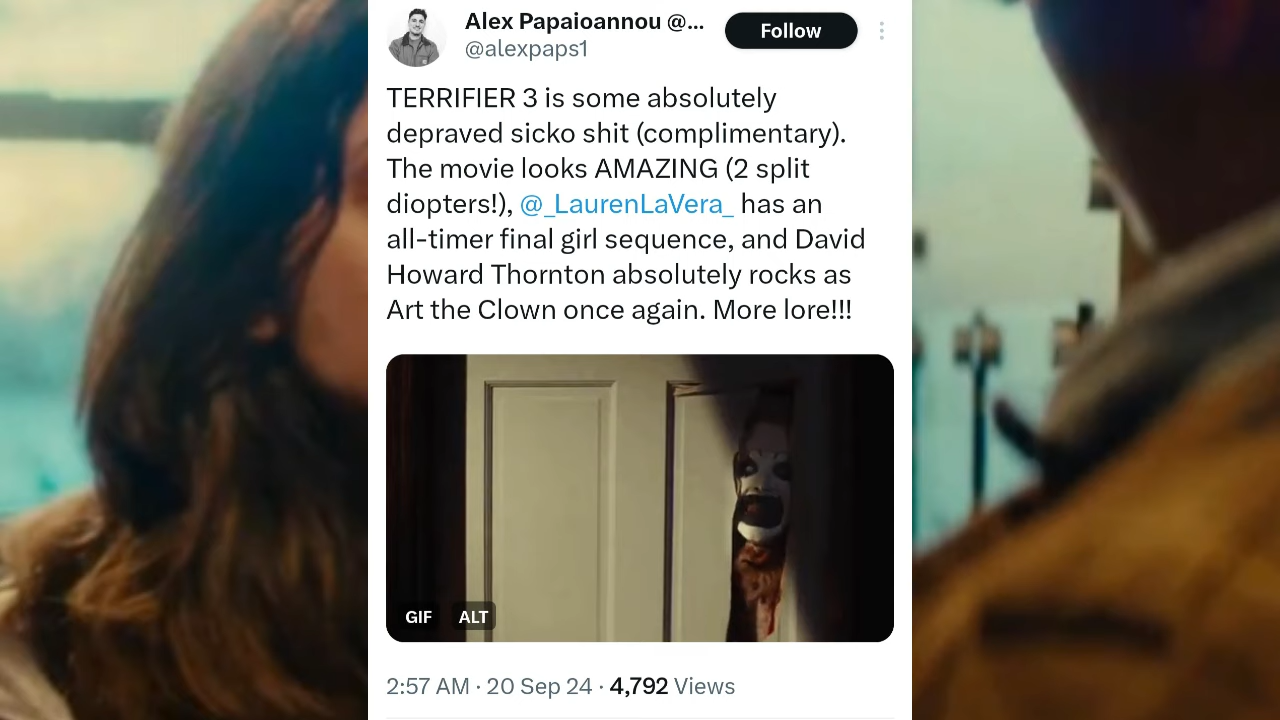 Alex Papaioannou @...
Follow
@alexpaps1
TERRIFIER 3 is some absolutely
depraved sicko shit (complimentary).
The movie looks AMAZING (2 split
diopters!), @_LaurenLaVera_ has an
all-timer final girl sequence, and David
Howard Thornton absolutely rocks as
Art the Clown once again. More lore!!!
GIF ALT
2:57 AM · 20 Sep 24 · 4,792 Views